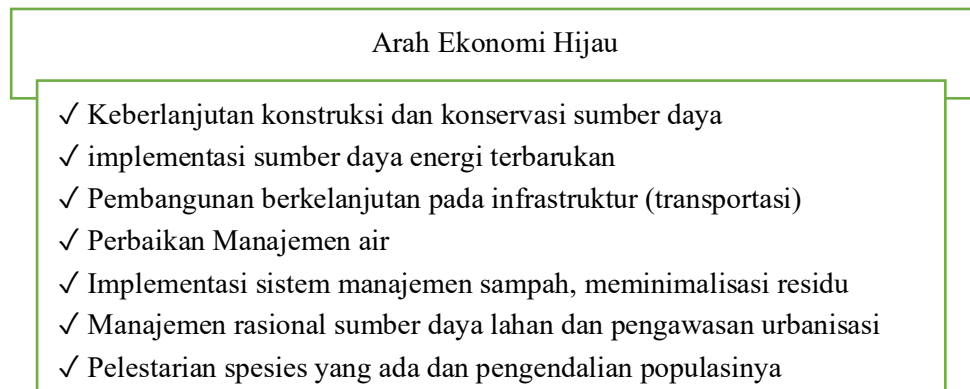 Arah Ekonomi Hijau
✓ Keberlanjutan konstruksi dan konservasi sumber daya
✓ implementasi sumber daya energi terbarukan
✓ Pembangunan berkelanjutan pada infrastruktur (transportasi)
✓ Perbaikan Manajemen air
✓ Implementasi sistem manajemen sampah, meminimalisasi residu
✓ Manajemen rasional sumber daya lahan dan pengawasan urbanisasi
✓ Pelestarian spesies yang ada dan pengendalian populasinya